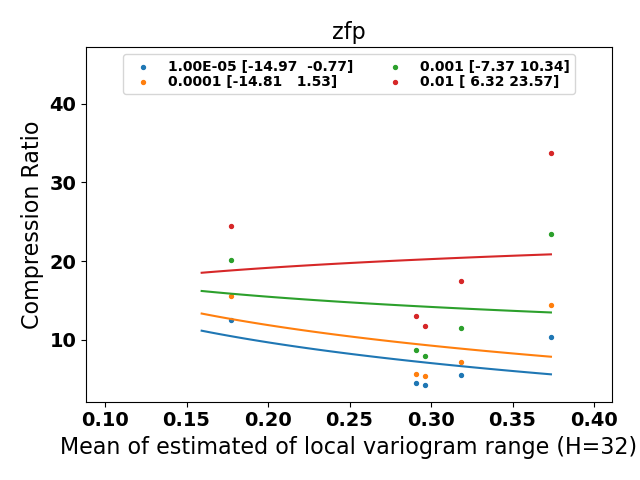 zfp
1.00E-05 [-14.97  -0.77]
0.0001 [-14.81   1.53]
0.001 [-7.37 10.34]
0.01 [ 6.32 23.57]
Compression Ratio
40
30
20
10
0.10 0.15 0.20 0.25 0.30 0.35 0.40
Mean of estimated of local variogram range (H=32)